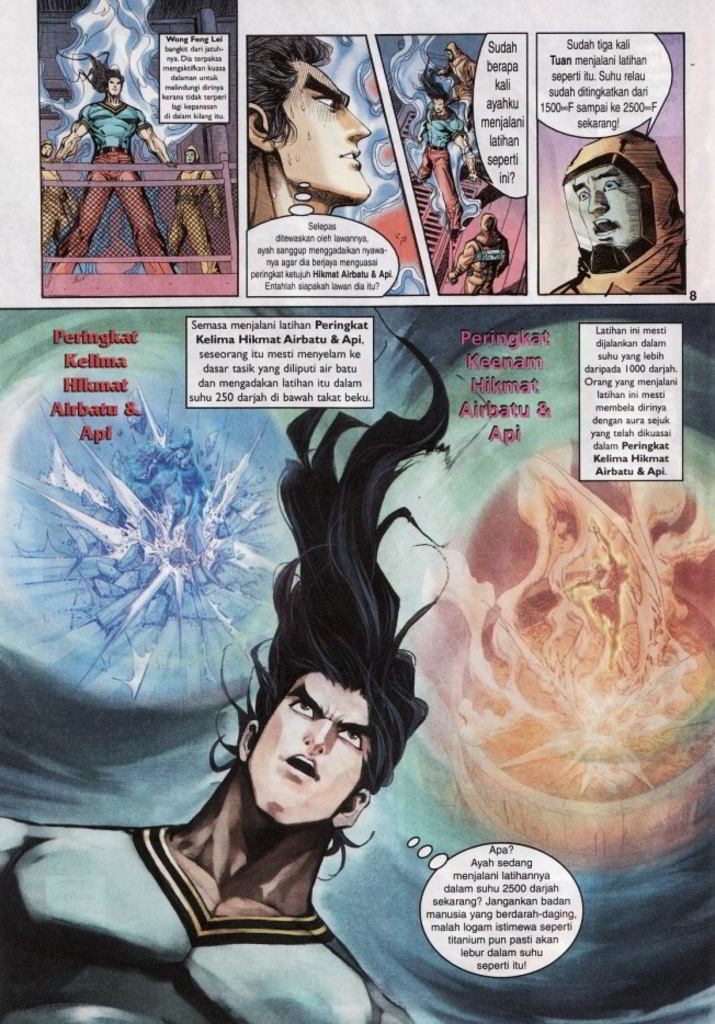 Wong Feng Lei
bangkit dari jatuh-
nya. Dia terpaksa
mengaktifkan kuasa
dalaman untuk
melindungi dirinya
kerana tidak terperi
lagi kepanasan
di dalam kilang itu.
Selepas
ditewaskan oleh lawannya,
ayah sanggup menggadaikan nyawa-
nya agar dia berjaya menguasai
peringkat ketujuh Hikmat Airbatu & Api.
Entahlah siapakah lawan dia itu?
Sudah
berapa
kali
ayahku
menjalani
latihan
seperti
ini?
Sudah tiga kali
Tuan menjalani latihan
seperti itu. Suhu relau
sudah ditingkatkan dari
1500∞F sampai ke 2500∞F
sekarang!
8
Peringkat
Kelima
Hikmat
Airbatu &
Api
Semasa menjalani latihan Peringkat
Kelima Hikmat Airbatu & Api,
seseorang itu mesti menyelam ke
dasar tasik yang diliputi air batu
dan mengadakan latihan itu dalam
suhu 250 darjah di bawah takat beku.
Peringkat
Keenam
Hikmat
Airbatu &
Api
Latihan ini mesti
dijalankan dalam
suhu yang lebih
daripada 1000 darjah.
Orang yang menjalani
latihan ini mesti
membela dirinya
dengan aura sejuk
yang telah dikuasai
dalam Peringkat
Kelima Hikmat
Airbatu & Api.
Apa?
Ayah sedang
menjalani latihannya
dalam suhu 2500 darjah
sekarang? Jangankan badan
manusia yang berdarah-daging,
malah logam istimewa seperti
titanium pun pasti akan
lebur dalam suhu
seperti itu!